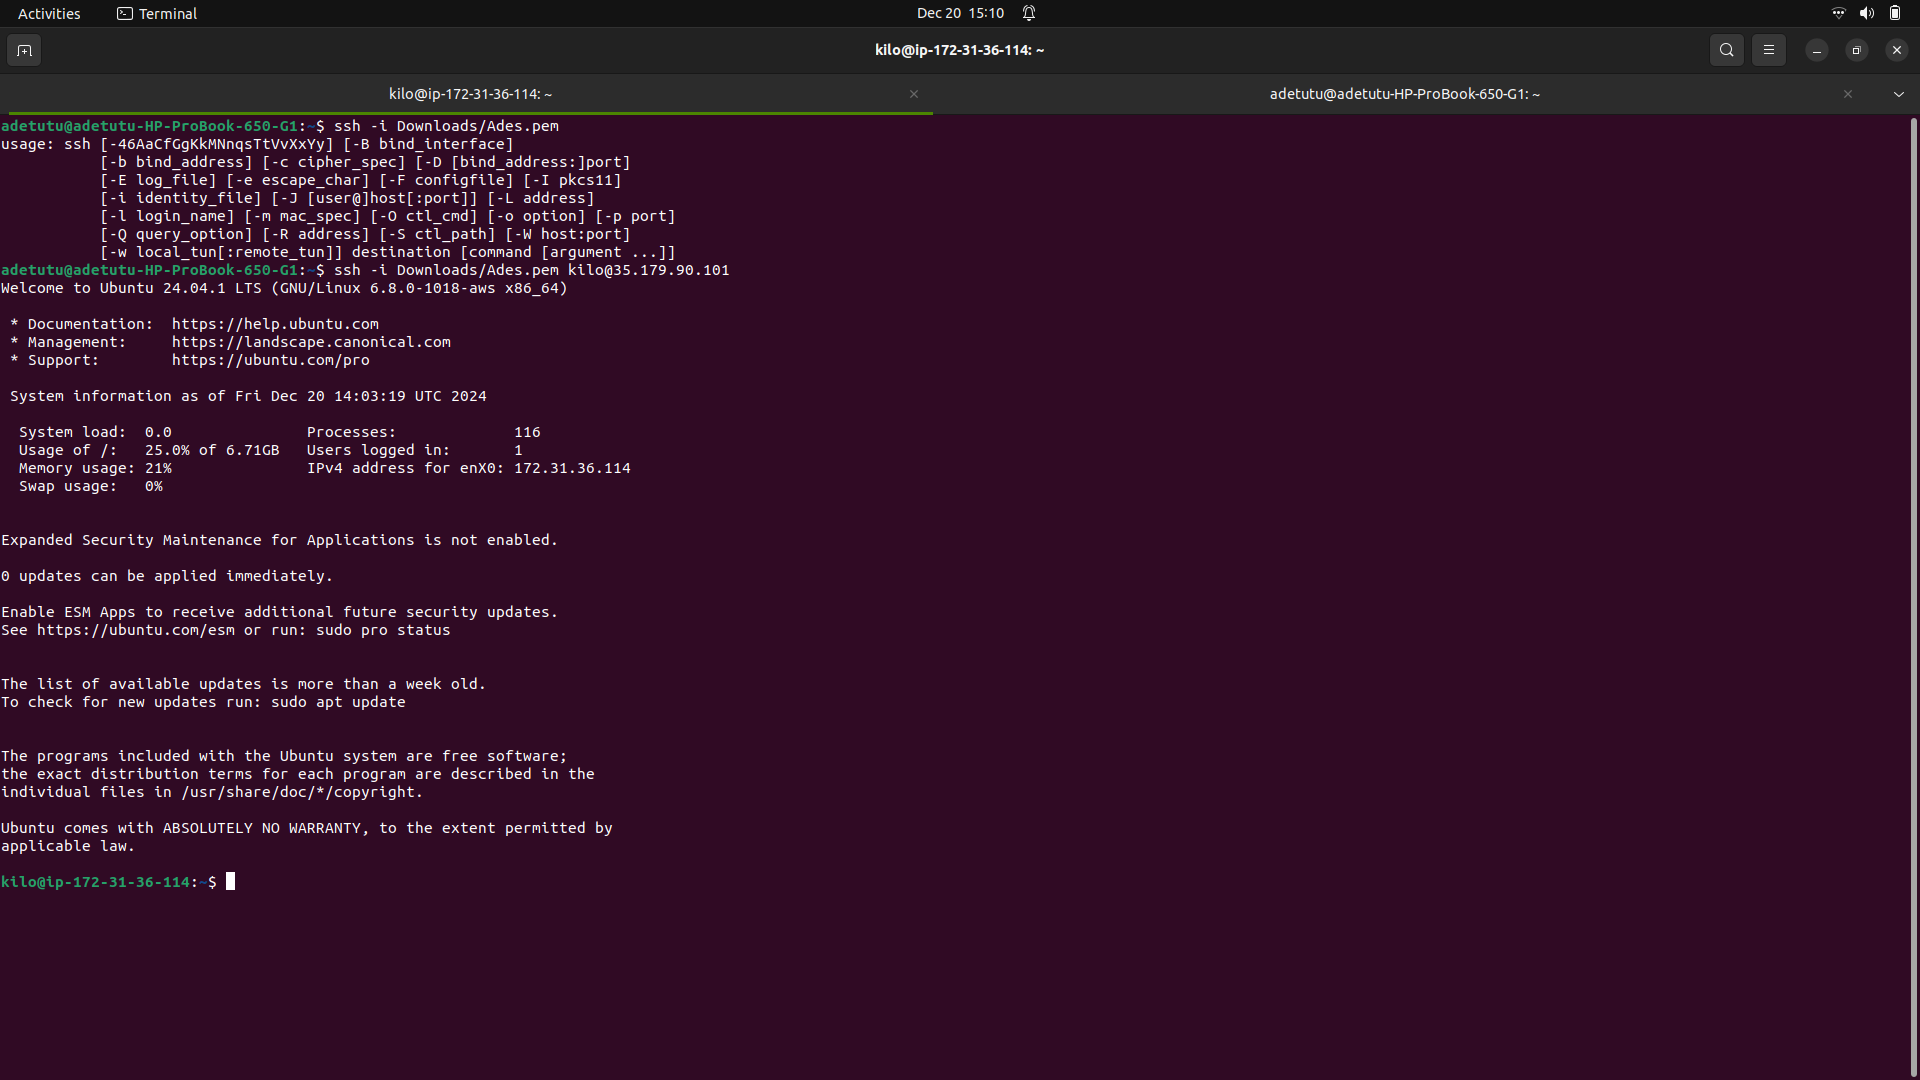 Activities Terminal Dec 20 15:10
kilo@ip-172-31-36-114: ~
kilo@ip-172-31-36-114: ~ adetutu@adetutu-HP-ProBook-650-G1: ~
adetutu@adetutu-HP-ProBook-650-G1:~$ ssh -i Downloads/Ades.pem
usage: ssh [-46AaCfGgKkMNnqsTtVvXxYy] [-B bind_interface]
           [-b bind_address] [-c cipher_spec] [-D [bind_address:]port]
           [-E log_file] [-e escape_char] [-F configfile] [-I pkcs11]
           [-i identity_file] [-J [user@]host[:port]] [-L address]
           [-l login_name] [-m mac_spec] [-O ctl_cmd] [-o option] [-p port]
           [-Q query_option] [-R address] [-S ctl_path] [-W host:port]
           [-w local_tun[:remote_tun]] destination [command [argument ...]]
adetutu@adetutu-HP-ProBook-650-G1:~$ ssh -i Downloads/Ades.pem kilo@35.179.90.101
Welcome to Ubuntu 24.04.1 LTS (GNU/Linux 6.8.0-1018-aws x86_64)
 * Documentation:  https://help.ubuntu.com
 * Management:     https://landscape.canonical.com
 * Support:        https://ubuntu.com/pro
 System information as of Fri Dec 20 14:03:19 UTC 2024
  System load:  0.0               Processes:             116
  Usage of /:   25.0% of 6.71GB   Users logged in:       1
  Memory usage: 21%               IPv4 address for enX0: 172.31.36.114
  Swap usage:   0%
Expanded Security Maintenance for Applications is not enabled.
0 updates can be applied immediately.
Enable ESM Apps to receive additional future security updates.
See https://ubuntu.com/esm or run: sudo pro status
The list of available updates is more than a week old.
To check for new updates run: sudo apt update
The programs included with the Ubuntu system are free software;
the exact distribution terms for each program are described in the
individual files in /usr/share/doc/*/copyright.
Ubuntu comes with ABSOLUTELY NO WARRANTY, to the extent permitted by
applicable law.
kilo@ip-172-31-36-114:~$